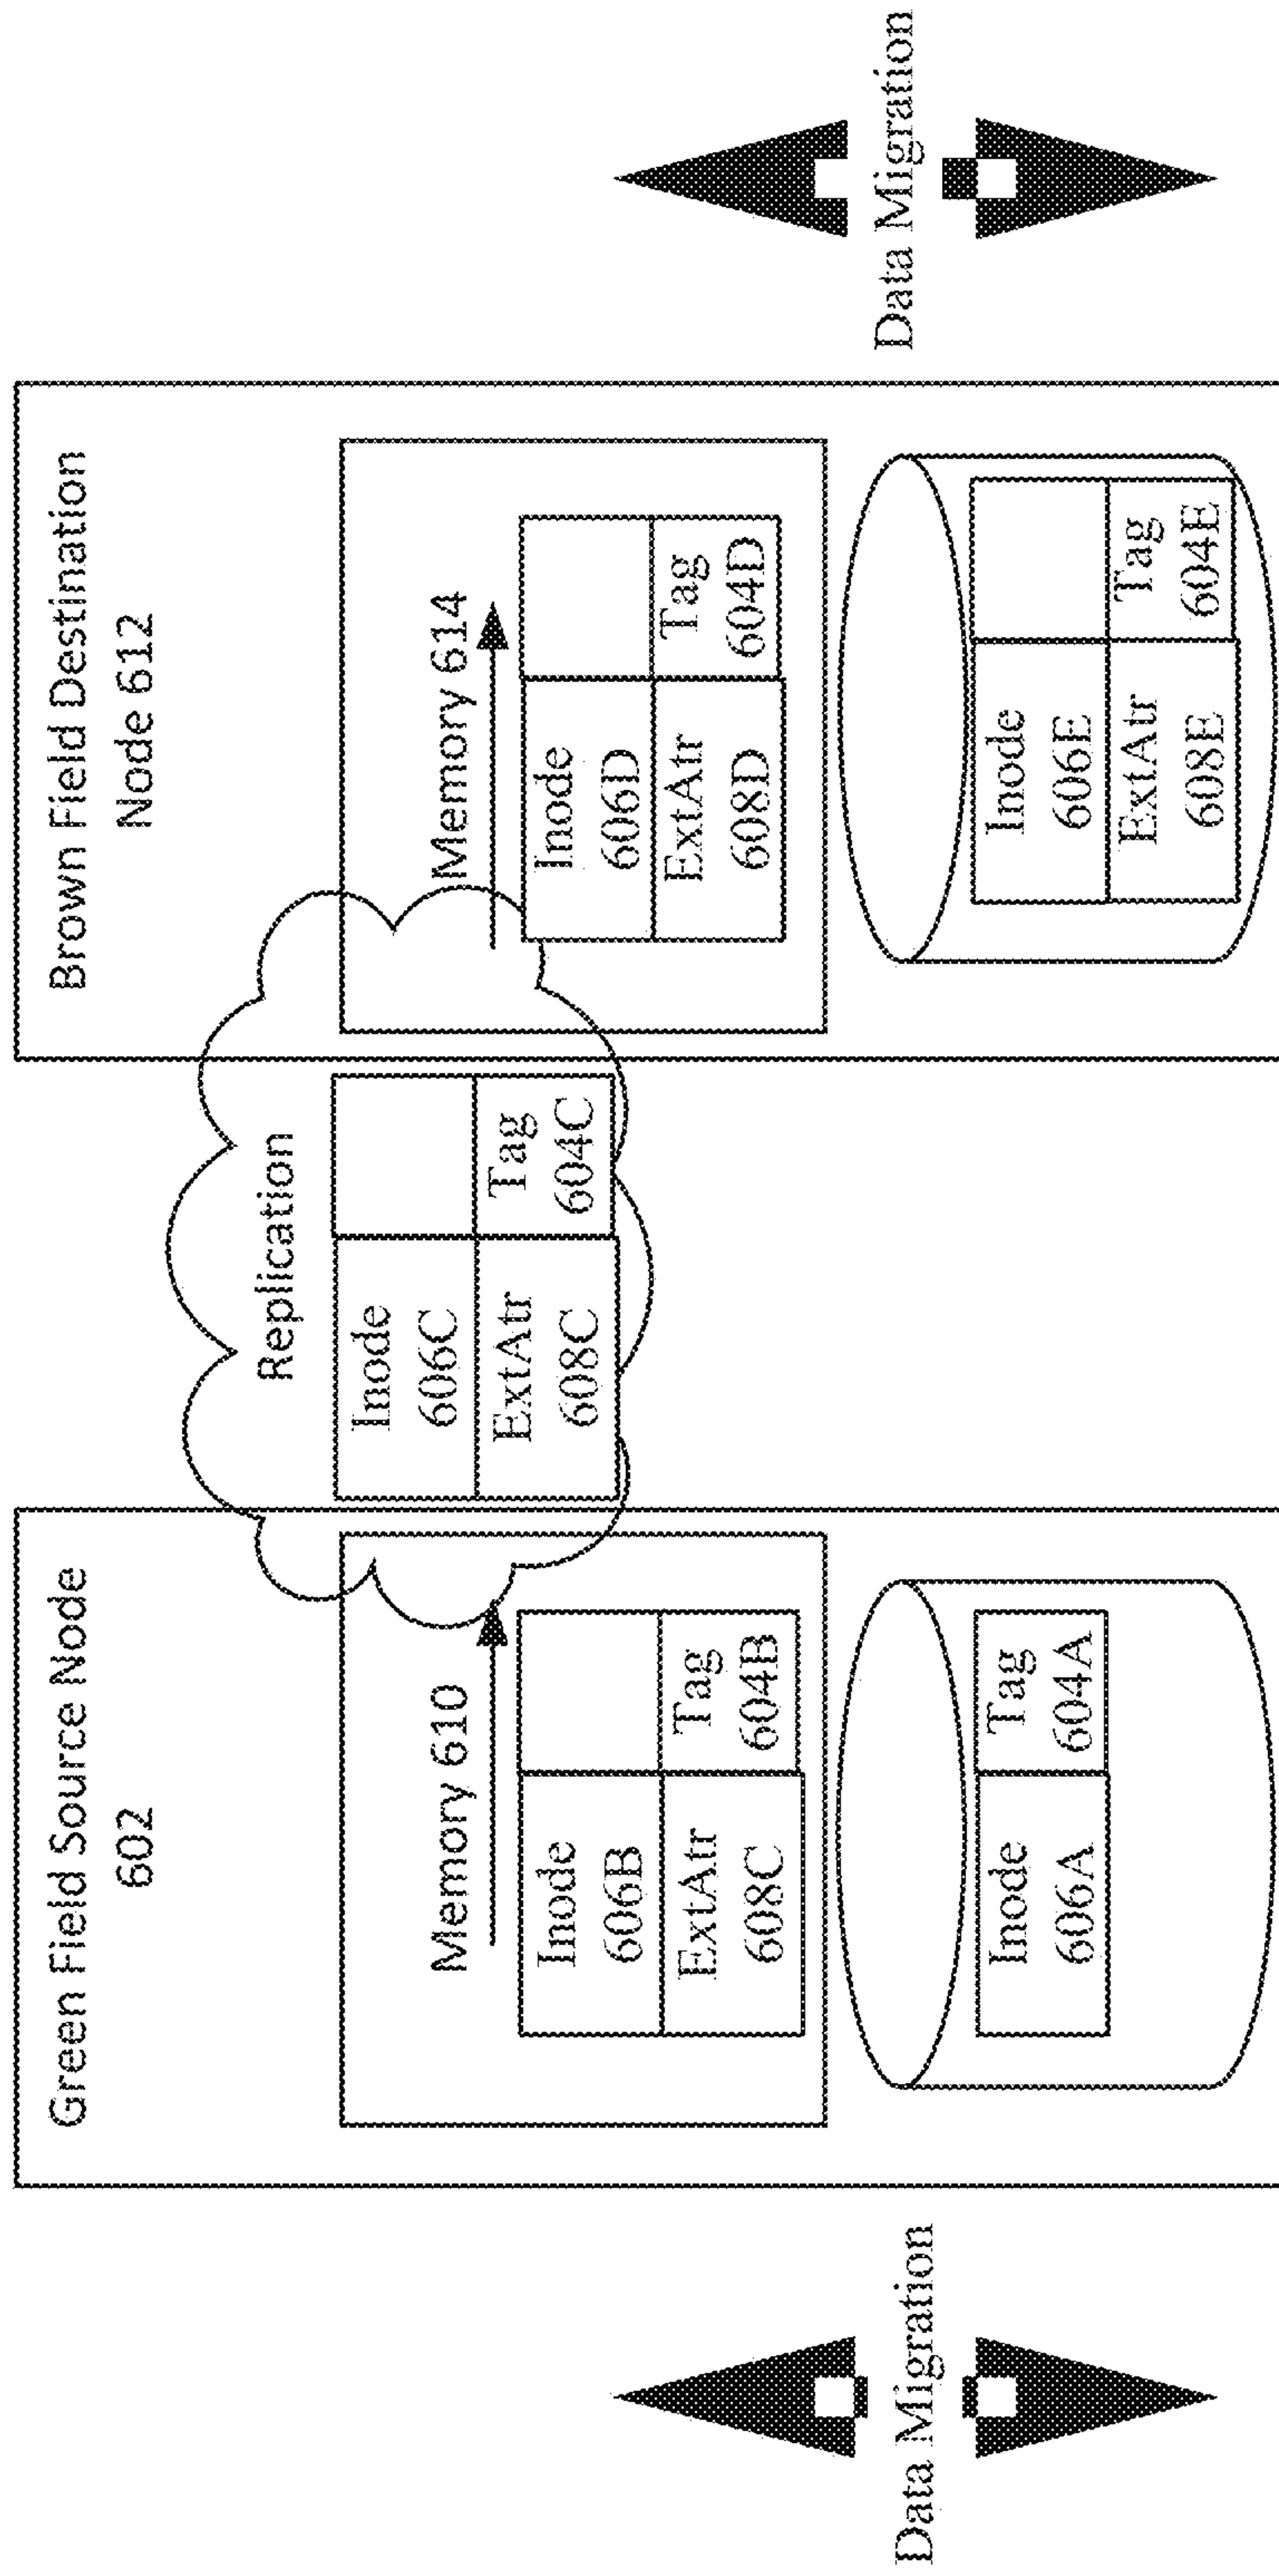 Green Field Source Node
602
Memory 610
Inode
606B
ExtAtr
608C
Tag
604B
Inode
606A
Tag
604A
Data Migration
Replication
Inode
606C
ExtAtr
608C
Tag
604C
Brown Field Destination
Node 612
Memory 614
Inode
606D
ExtAtr
608D
Tag
604D
Inode
606E
ExtAtr
608E
Tag
604E
Data Migration